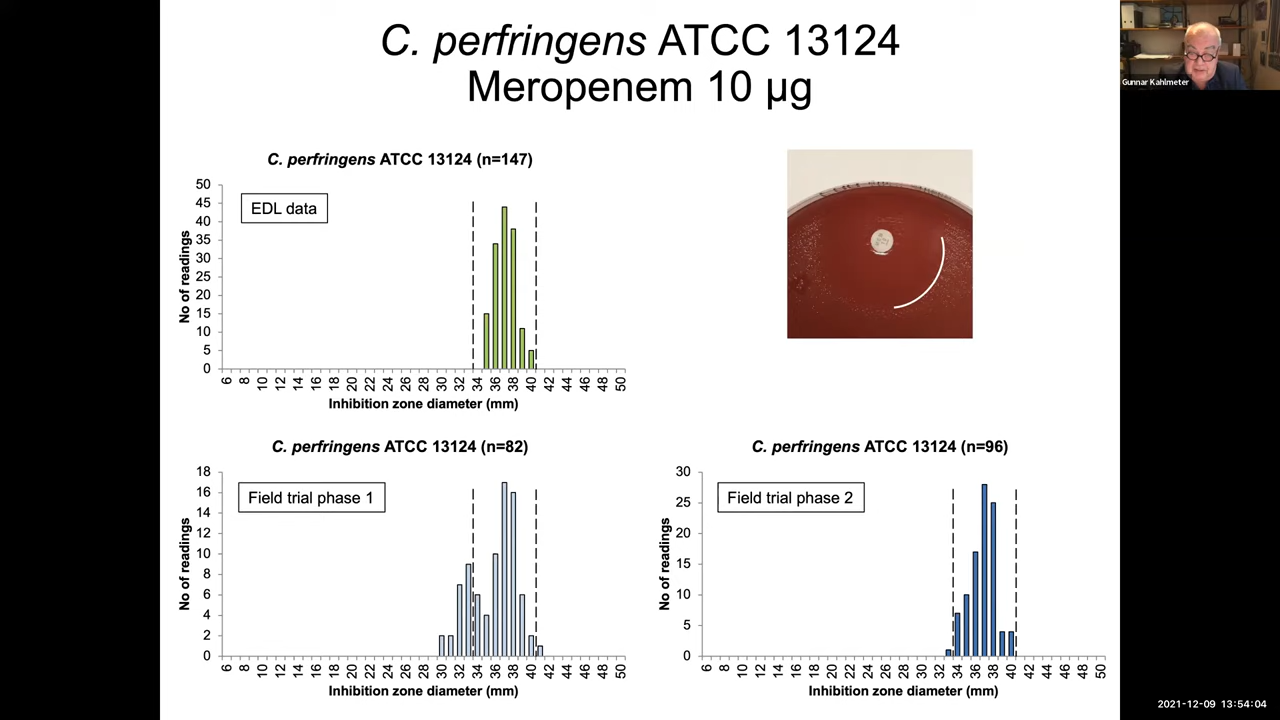 C. perfringens ATCC 13124
Meropenem 10 µg
Gunnar Kahlmeter
C. perfringens ATCC 13124 (n=147)
EDL data
No of readings
50
45
40
35
30
25
20
15
10
5
0
6 8 10 12 14 16 18 20 22 24 26 28 30 32 34 36 38 40 42 44 46 48 50
Inhibition zone diameter (mm)
C. perfringens ATCC 13124 (n=82)
Field trial phase 1
No of readings
18
16
14
12
10
8
6
4
2
0
6 8 10 12 14 16 18 20 22 24 26 28 30 32 34 36 38 40 42 44 46 48 50
Inhibition zone diameter (mm)
C. perfringens ATCC 13124 (n=96)
Field trial phase 2
No of readings
30
25
20
15
10
5
0
6 8 10 12 14 16 18 20 22 24 26 28 30 32 34 36 38 40 42 44 46 48 50
Inhibition zone diameter (mm)
2021-12-09 13:54:04